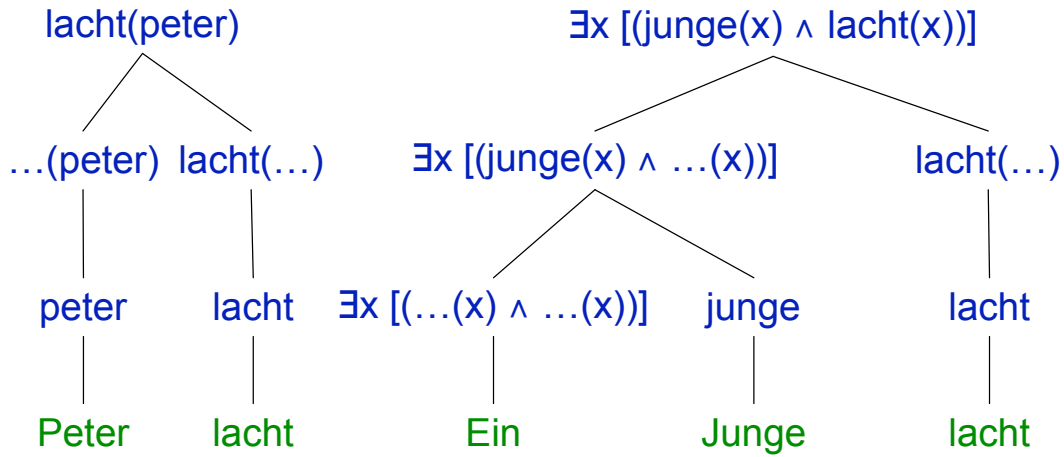 lacht(peter) ∃x [(junge(x) ∧ lacht(x))]
…(peter) lacht(…) ∃x [(junge(x) ∧ …(x))] lacht(…)
peter lacht ∃x [(…(x) ∧ …(x))] junge lacht
Peter lacht Ein Junge lacht